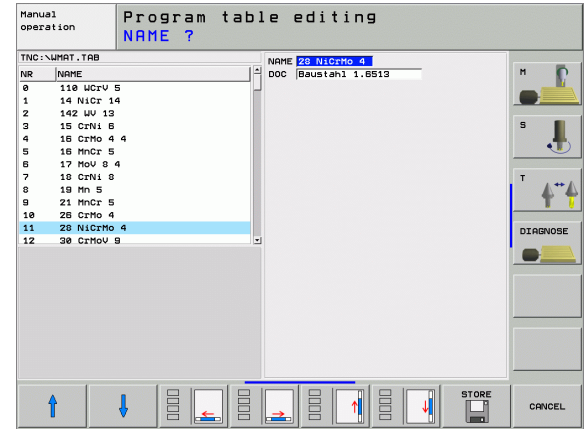 Manual
operation
Program table editing
NAME ?
TNC:\WMAT.TAB
NR NAME
0 110 WCrV 5
1 14 NiCr 14
2 142 WV 13
3 15 CrNi 6
4 16 CrMo 4 4
5 16 MnCr 5
6 17 MoV 8 4
7 18 CrNi 8
8 19 Mn 5
9 21 MnCr 5
10 26 CrMo 4
11 28 NiCrMo 4
12 30 CrMoV 9
NAME 28 NiCrMo 4
DOC Baustahl 1.6513
M
S
T
DIAGNOSE
STORE
CANCEL